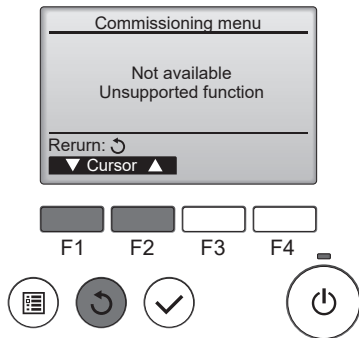 Commissioning menu
Not available
Unsupported function
Rerurn:
Cursor
F1 F2 F3 F4